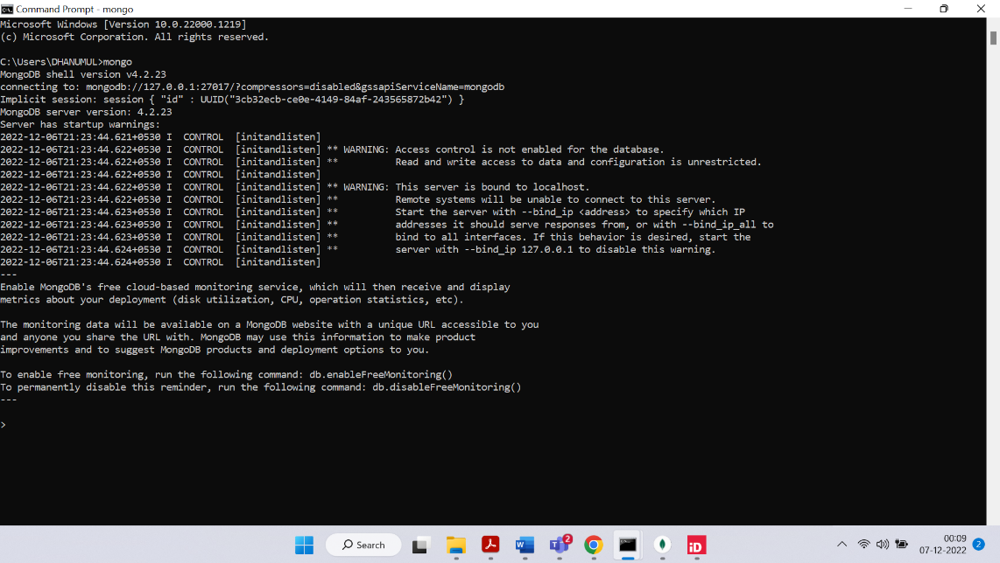 Command Prompt - mongo
Microsoft Windows [Version 10.0.22000.1219]
(c) Microsoft Corporation. All rights reserved.
C:\Users\DHANUMUL>mongo
MongoDB shell version v4.2.23
connecting to: mongodb://127.0.0.1:27017/?compressors=disabled&gssapiServiceName=mongodb
Implicit session: session { "id" : UUID("3cb32ecb-ce0e-4149-84af-243565872b42") }
MongoDB server version: 4.2.23
Server has startup warnings:
2022-12-06T21:23:44.621+0530 I  CONTROL  [initandlisten]
2022-12-06T21:23:44.622+0530 I  CONTROL  [initandlisten] ** WARNING: Access control is not enabled for the database.
2022-12-06T21:23:44.622+0530 I  CONTROL  [initandlisten] **          Read and write access to data and configuration is unrestricted.
2022-12-06T21:23:44.622+0530 I  CONTROL  [initandlisten]
2022-12-06T21:23:44.622+0530 I  CONTROL  [initandlisten] ** WARNING: This server is bound to localhost.
2022-12-06T21:23:44.622+0530 I  CONTROL  [initandlisten] **          Remote systems will be unable to connect to this server.
2022-12-06T21:23:44.623+0530 I  CONTROL  [initandlisten] **          Start the server with --bind_ip <address> to specify which IP
2022-12-06T21:23:44.623+0530 I  CONTROL  [initandlisten] **          addresses it should serve responses from, or with --bind_ip_all to
2022-12-06T21:23:44.623+0530 I  CONTROL  [initandlisten] **          bind to all interfaces. If this behavior is desired, start the
2022-12-06T21:23:44.624+0530 I  CONTROL  [initandlisten] **          server with --bind_ip 127.0.0.1 to disable this warning.
2022-12-06T21:23:44.624+0530 I  CONTROL  [initandlisten]
---
Enable MongoDB's free cloud-based monitoring service, which will then receive and display
metrics about your deployment (disk utilization, CPU, operation statistics, etc).
The monitoring data will be available on a MongoDB website with a unique URL accessible to you
and anyone you share the URL with. MongoDB may use this information to make product
improvements and to suggest MongoDB products and deployment options to you.
To enable free monitoring, run the following command: db.enableFreeMonitoring()
To permanently disable this reminder, run the following command: db.disableFreeMonitoring()
---
>
Search
2
iD
00:09
07-12-2022
2